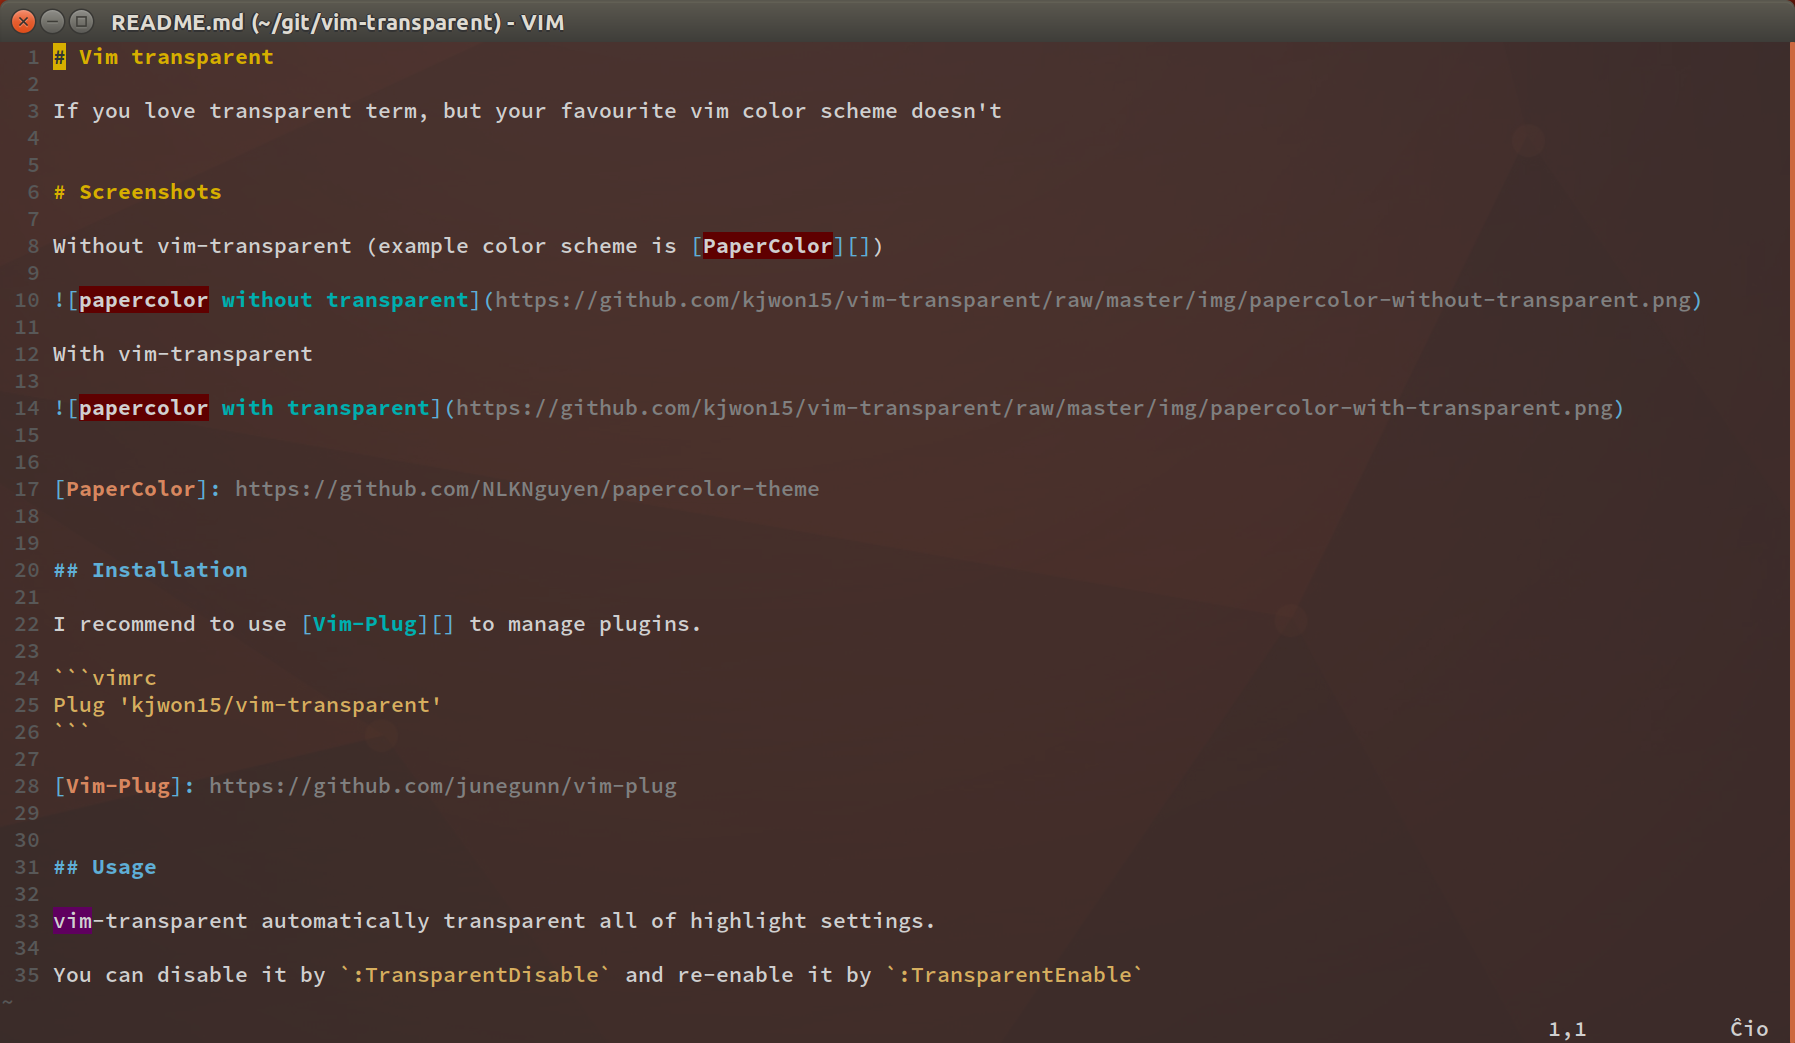 README.md (~/git/vim-transparent) - VIM
1 # Vim transparent
2
3 If you love transparent term, but your favourite vim color scheme doesn't
4
5
6 # Screenshots
7
8 Without vim-transparent (example color scheme is [PaperColor][])
9
10 ![papercolor without transparent](https://github.com/kjwon15/vim-transparent/raw/master/img/papercolor-without-transparent.png)
11
12 With vim-transparent
13
14 ![papercolor with transparent](https://github.com/kjwon15/vim-transparent/raw/master/img/papercolor-with-transparent.png)
15
16
17 [PaperColor]: https://github.com/NLKNguyen/papercolor-theme
18
19
20 ## Installation
21
22 I recommend to use [Vim-Plug][] to manage plugins.
23
24 ```vimrc
25 Plug 'kjwon15/vim-transparent'
26 ```
27
28 [Vim-Plug]: https://github.com/junegunn/vim-plug
29
30
31 ## Usage
32
33 vim-transparent automatically transparent all of highlight settings.
34
35 You can disable it by `:TransparentDisable` and re-enable it by `:TransparentEnable`
~
1,1 Ĉio